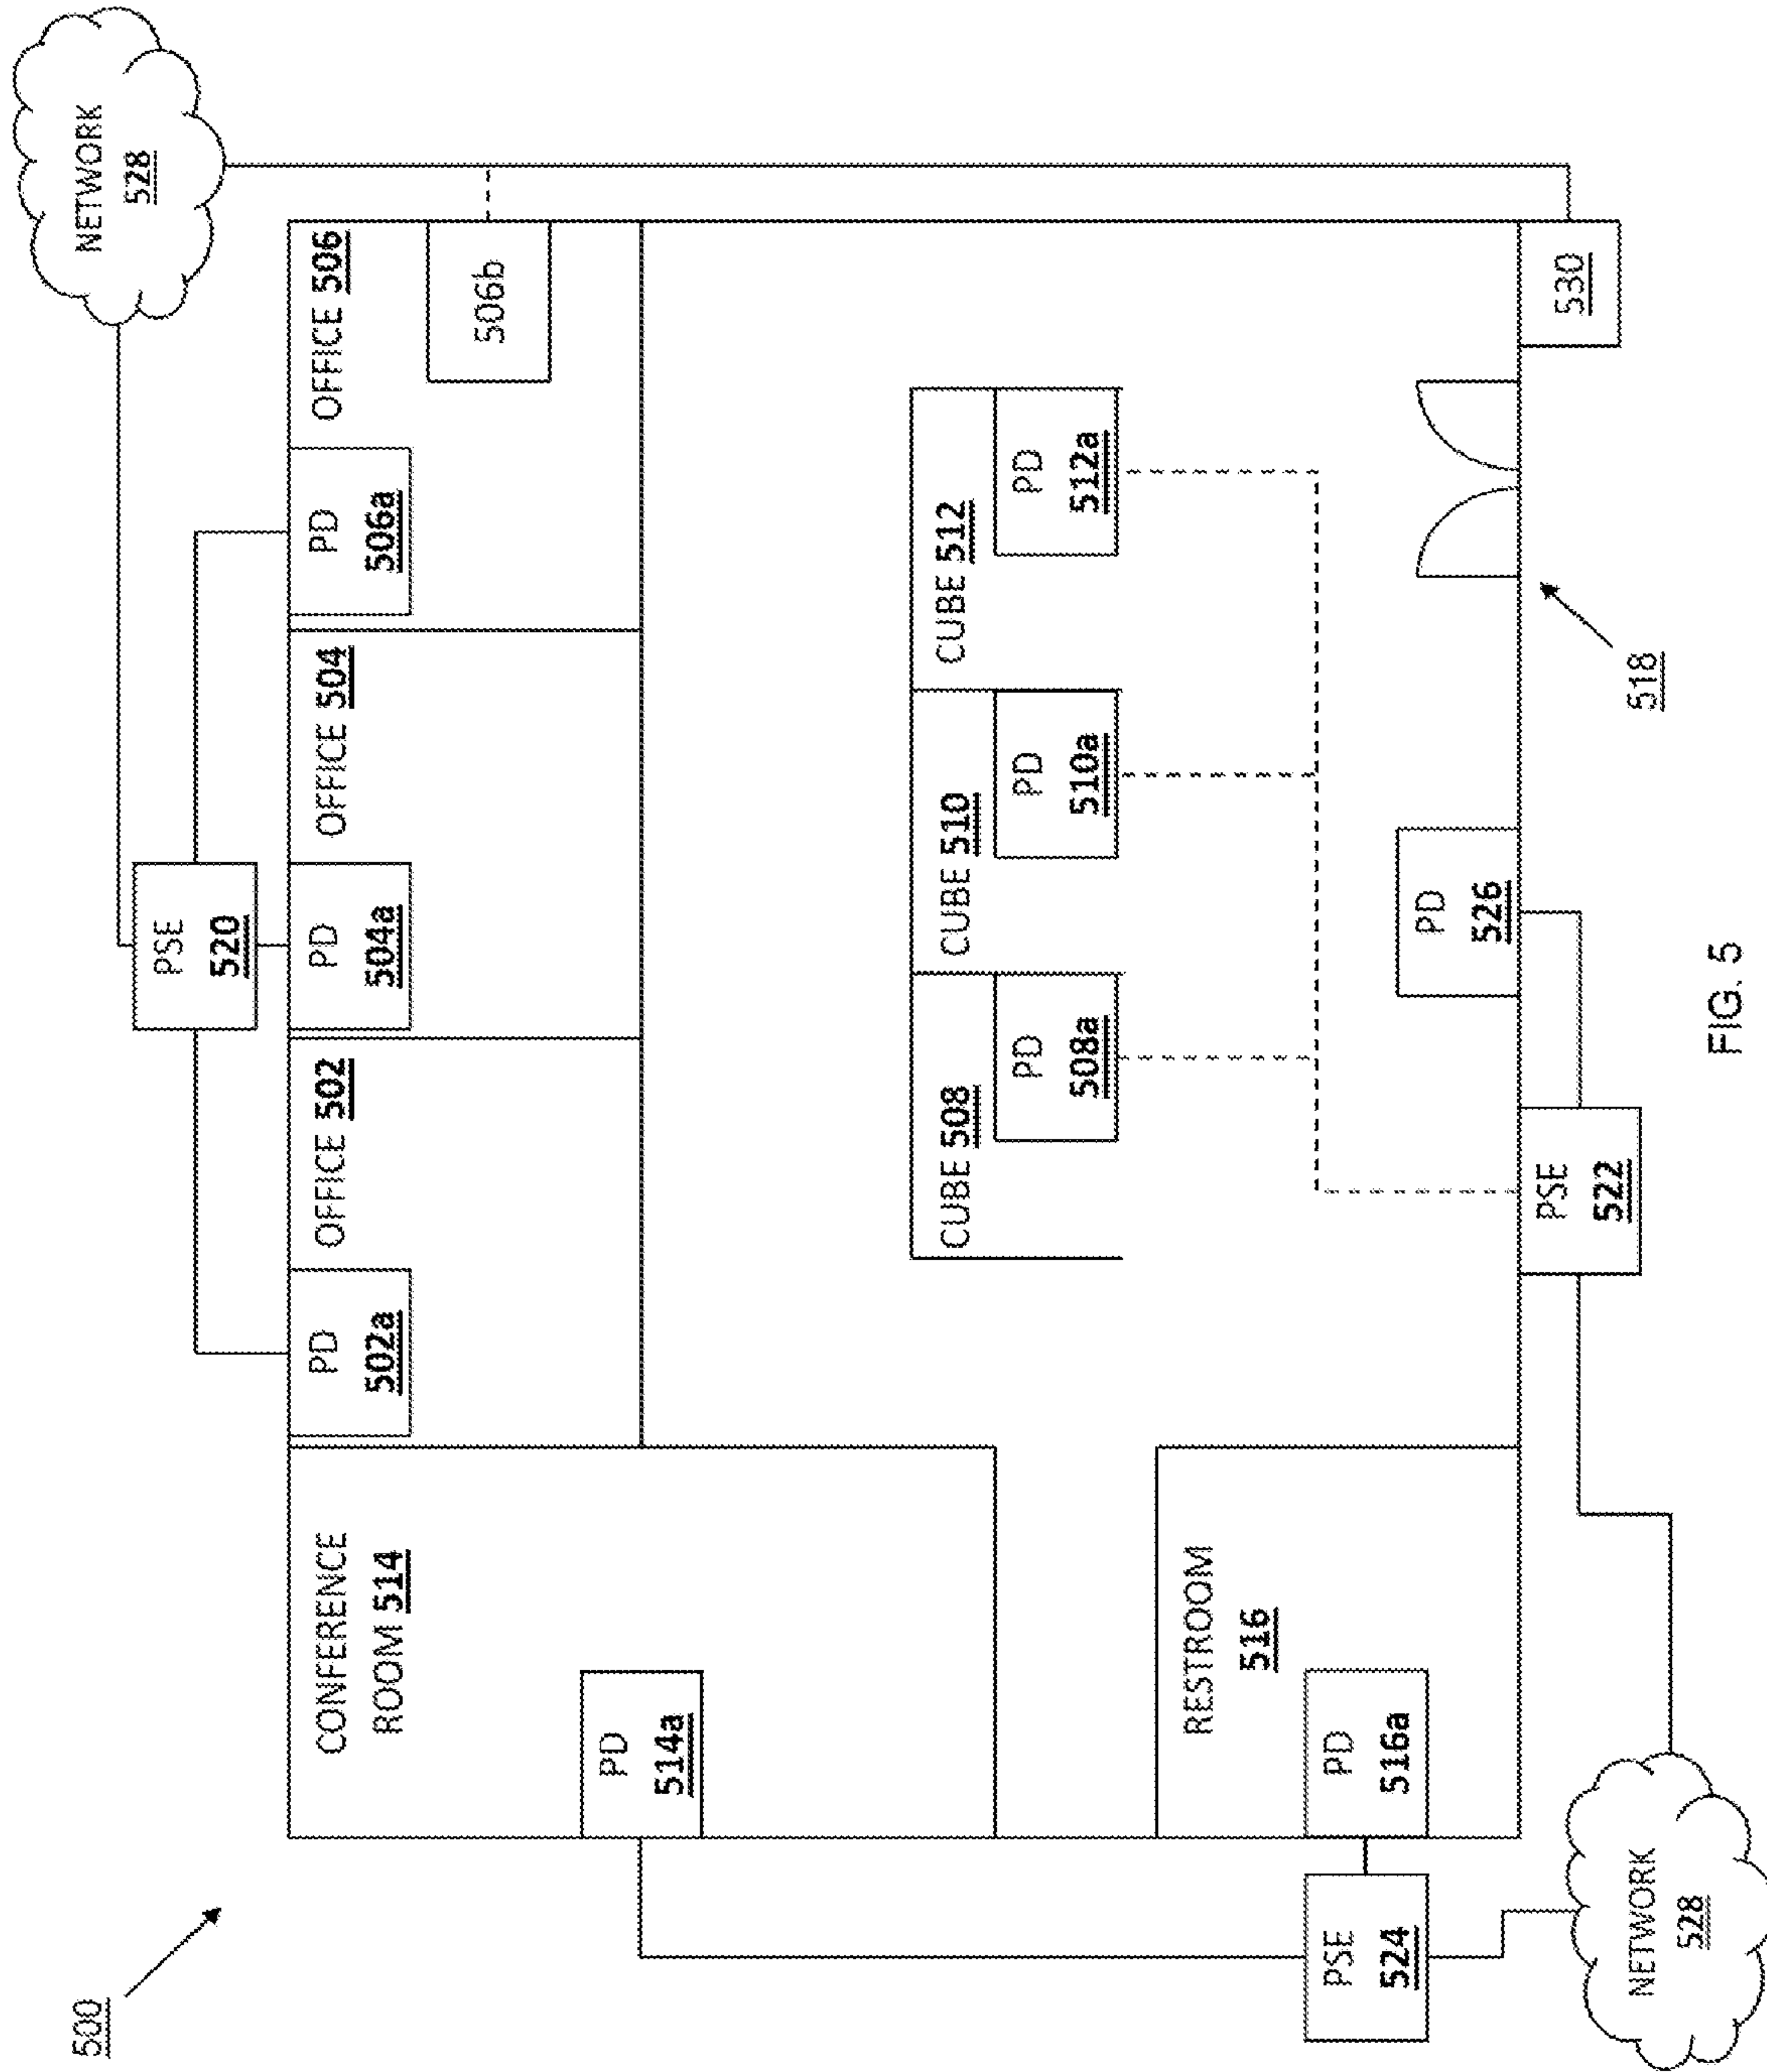 500
NETWORK
528
PSE
520
CONFERENCE
ROOM 514
PD
514a
PD
502a
OFFICE 502
PD
504a
OFFICE 504
PD
506a
OFFICE 506
506b
CUBE 508
PD
508a
CUBE 510
PD
510a
CUBE 512
PD
512a
RESTROOM
516
PD
516a
PSE
524
NETWORK
528
PSE
522
PD
526
518
530
FIG. 5